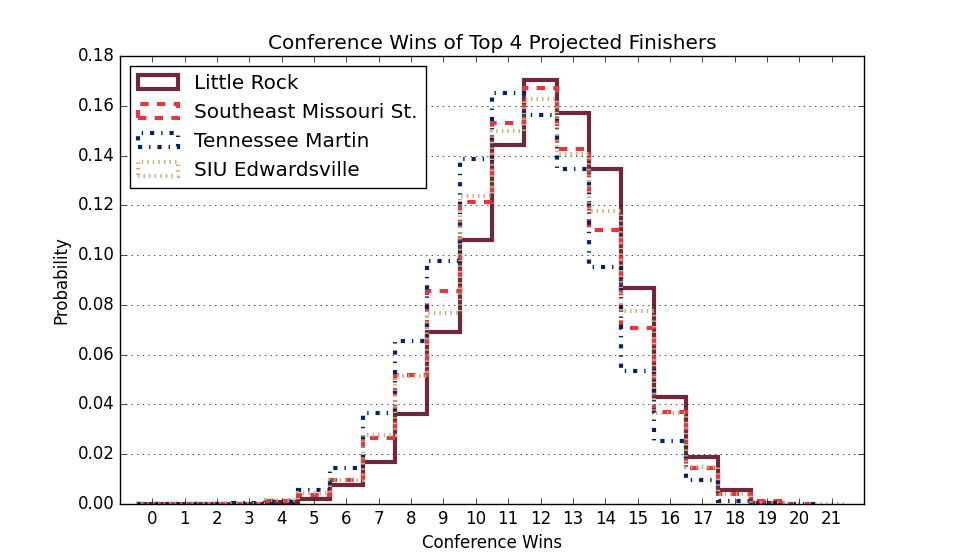 Conference Wins of Top 4 Projected Finishers
Little Rock
Southeast Missouri St.
Tennessee Martin
SIU Edwardsville
Probability
0.18
0.16
0.14
0.12
0.10
0.08
0.06
0.04
0.02
0.00
0 1 2 3 4 5 6 7 8 9 10 11 12 13 14 15 16 17 18 19 20 21
Conference Wins